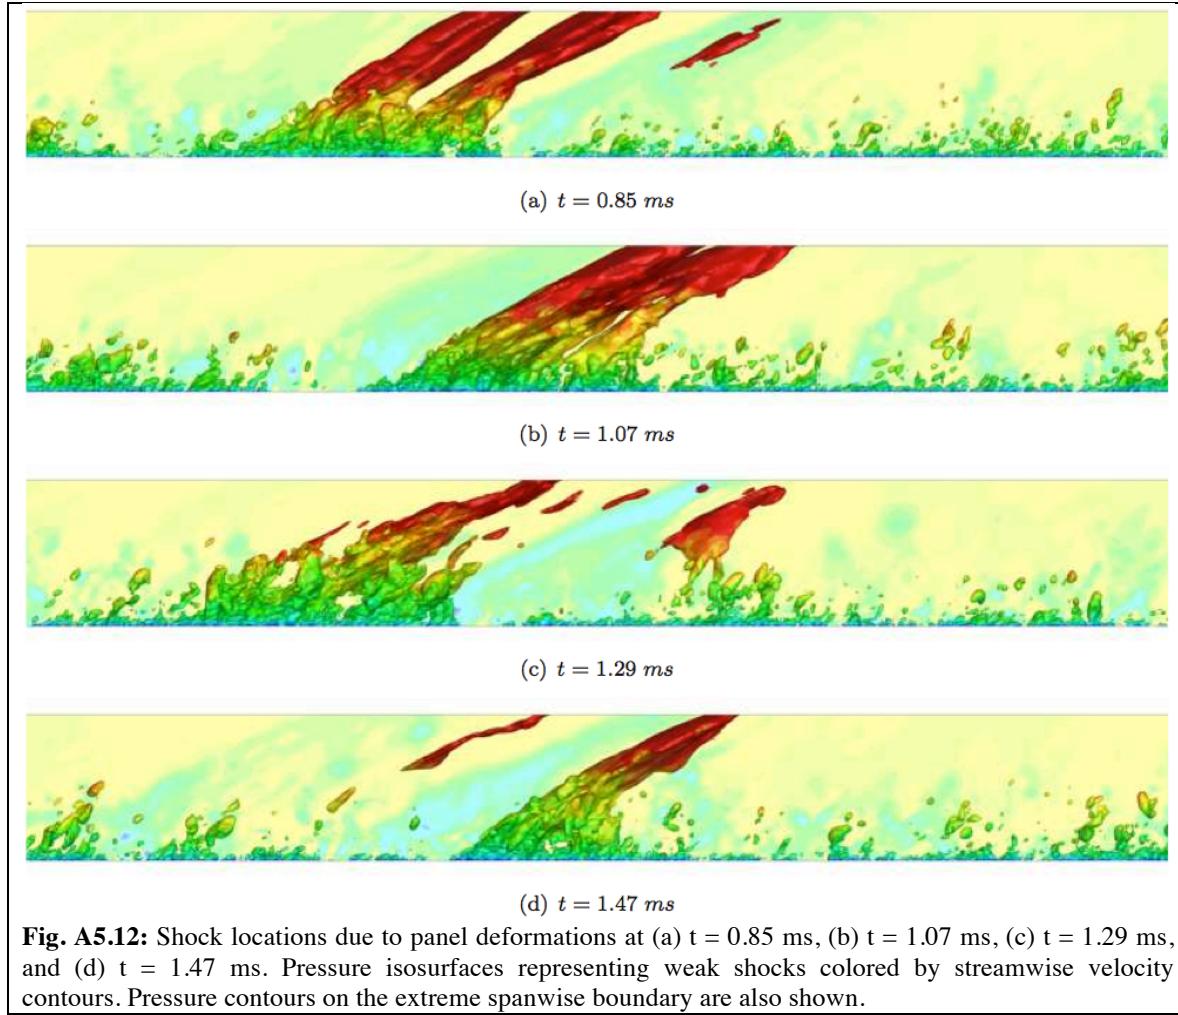 (a) t = 0.85 ms
(b) t = 1.07 ms
(c) t = 1.29 ms
(d) t = 1.47 ms
Fig. A5.12: Shock locations due to panel deformations at (a) t = 0.85 ms, (b) t = 1.07 ms, (c) t = 1.29 ms,
and (d) t = 1.47 ms. Pressure isosurfaces representing weak shocks colored by streamwise velocity
contours. Pressure contours on the extreme spanwise boundary are also shown.